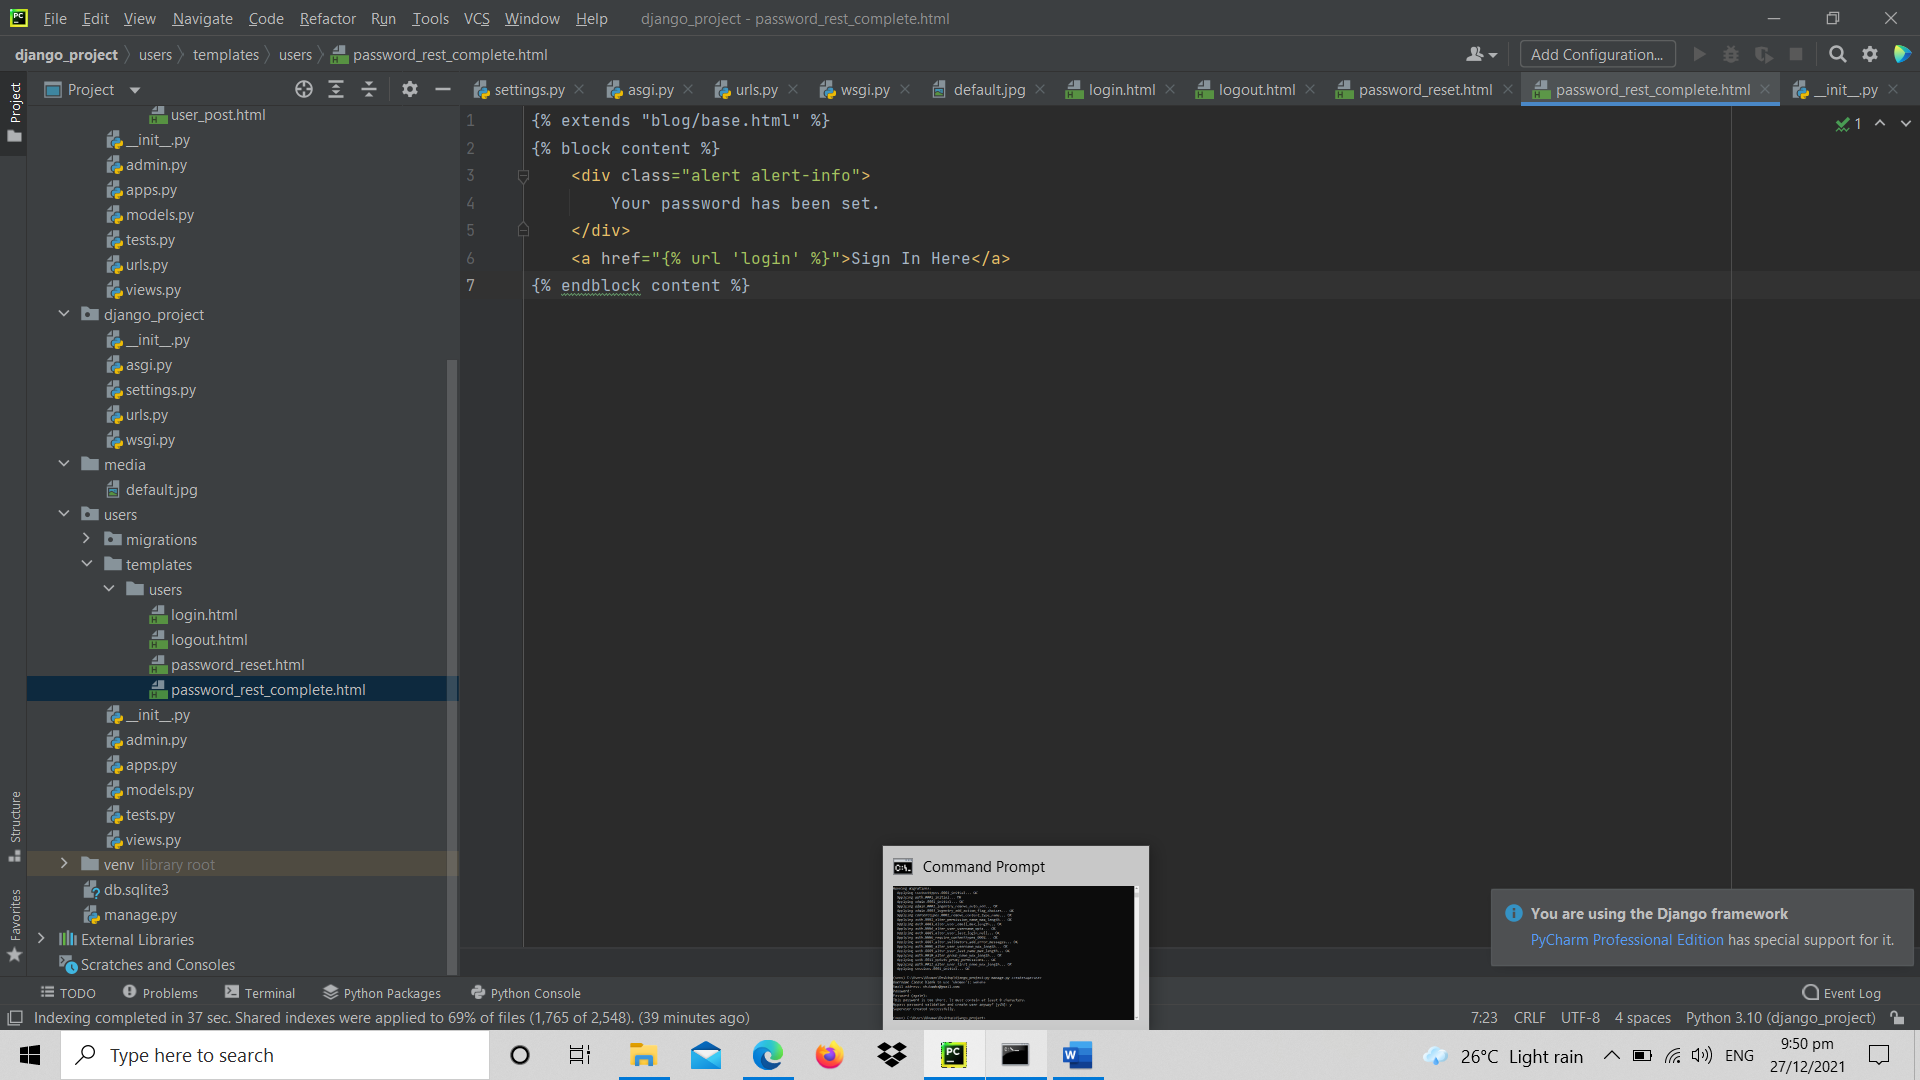 File Edit View Navigate Code Refactor Run Tools VCS Window Help django_project - password_rest_complete.html
django_project users templates users password_rest_complete.html Add Configuration...
Project settings.py asgi.py urls.py wsgi.py default.jpg login.html logout.html password_reset.html password_rest_complete.html __init__.py
Project
user_post.html
__init__.py
admin.py
apps.py
models.py
tests.py
urls.py
views.py
django_project
__init__.py
asgi.py
settings.py
urls.py
wsgi.py
media
default.jpg
users
migrations
templates
users
login.html
logout.html
password_reset.html
password_rest_complete.html
__init__.py
admin.py
apps.py
models.py
tests.py
views.py
venv library root
db.sqlite3
manage.py
External Libraries
Scratches and Consoles
Structure
Favorites
1 {% extends "blog/base.html" %}
2 {% block content %}
3 <div class="alert alert-info">
4 Your password has been set.
5 </div>
6 <a href="{% url 'login' %}">Sign In Here</a>
7 {% endblock content %}
1
Command Prompt
You are using the Django framework
PyCharm Professional Edition has special support for it.
TODO Problems Terminal Python Packages Python Console Event Log
Indexing completed in 37 sec. Shared indexes were applied to 69% of files (1,765 of 2,548). (39 minutes ago) 7:23 CRLF UTF-8 4 spaces Python 3.10 (django_project)
Type here to search
26°C Light rain ENG
9:50 pm
27/12/2021